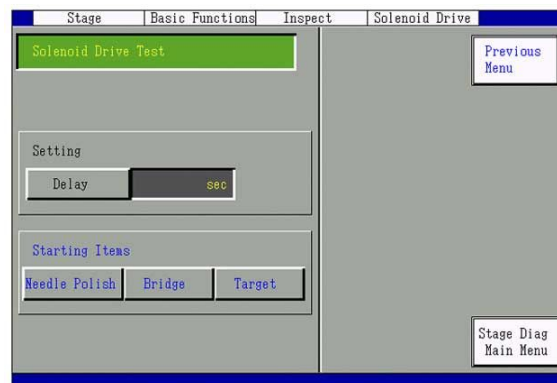 Stage Basic Functions Inspect Solenoid Drive
Solenoid Drive Test
Previous
Menu
Setting
Delay sec
Starting Items
Needle Polish Bridge Target
Stage Diag
Main Menu